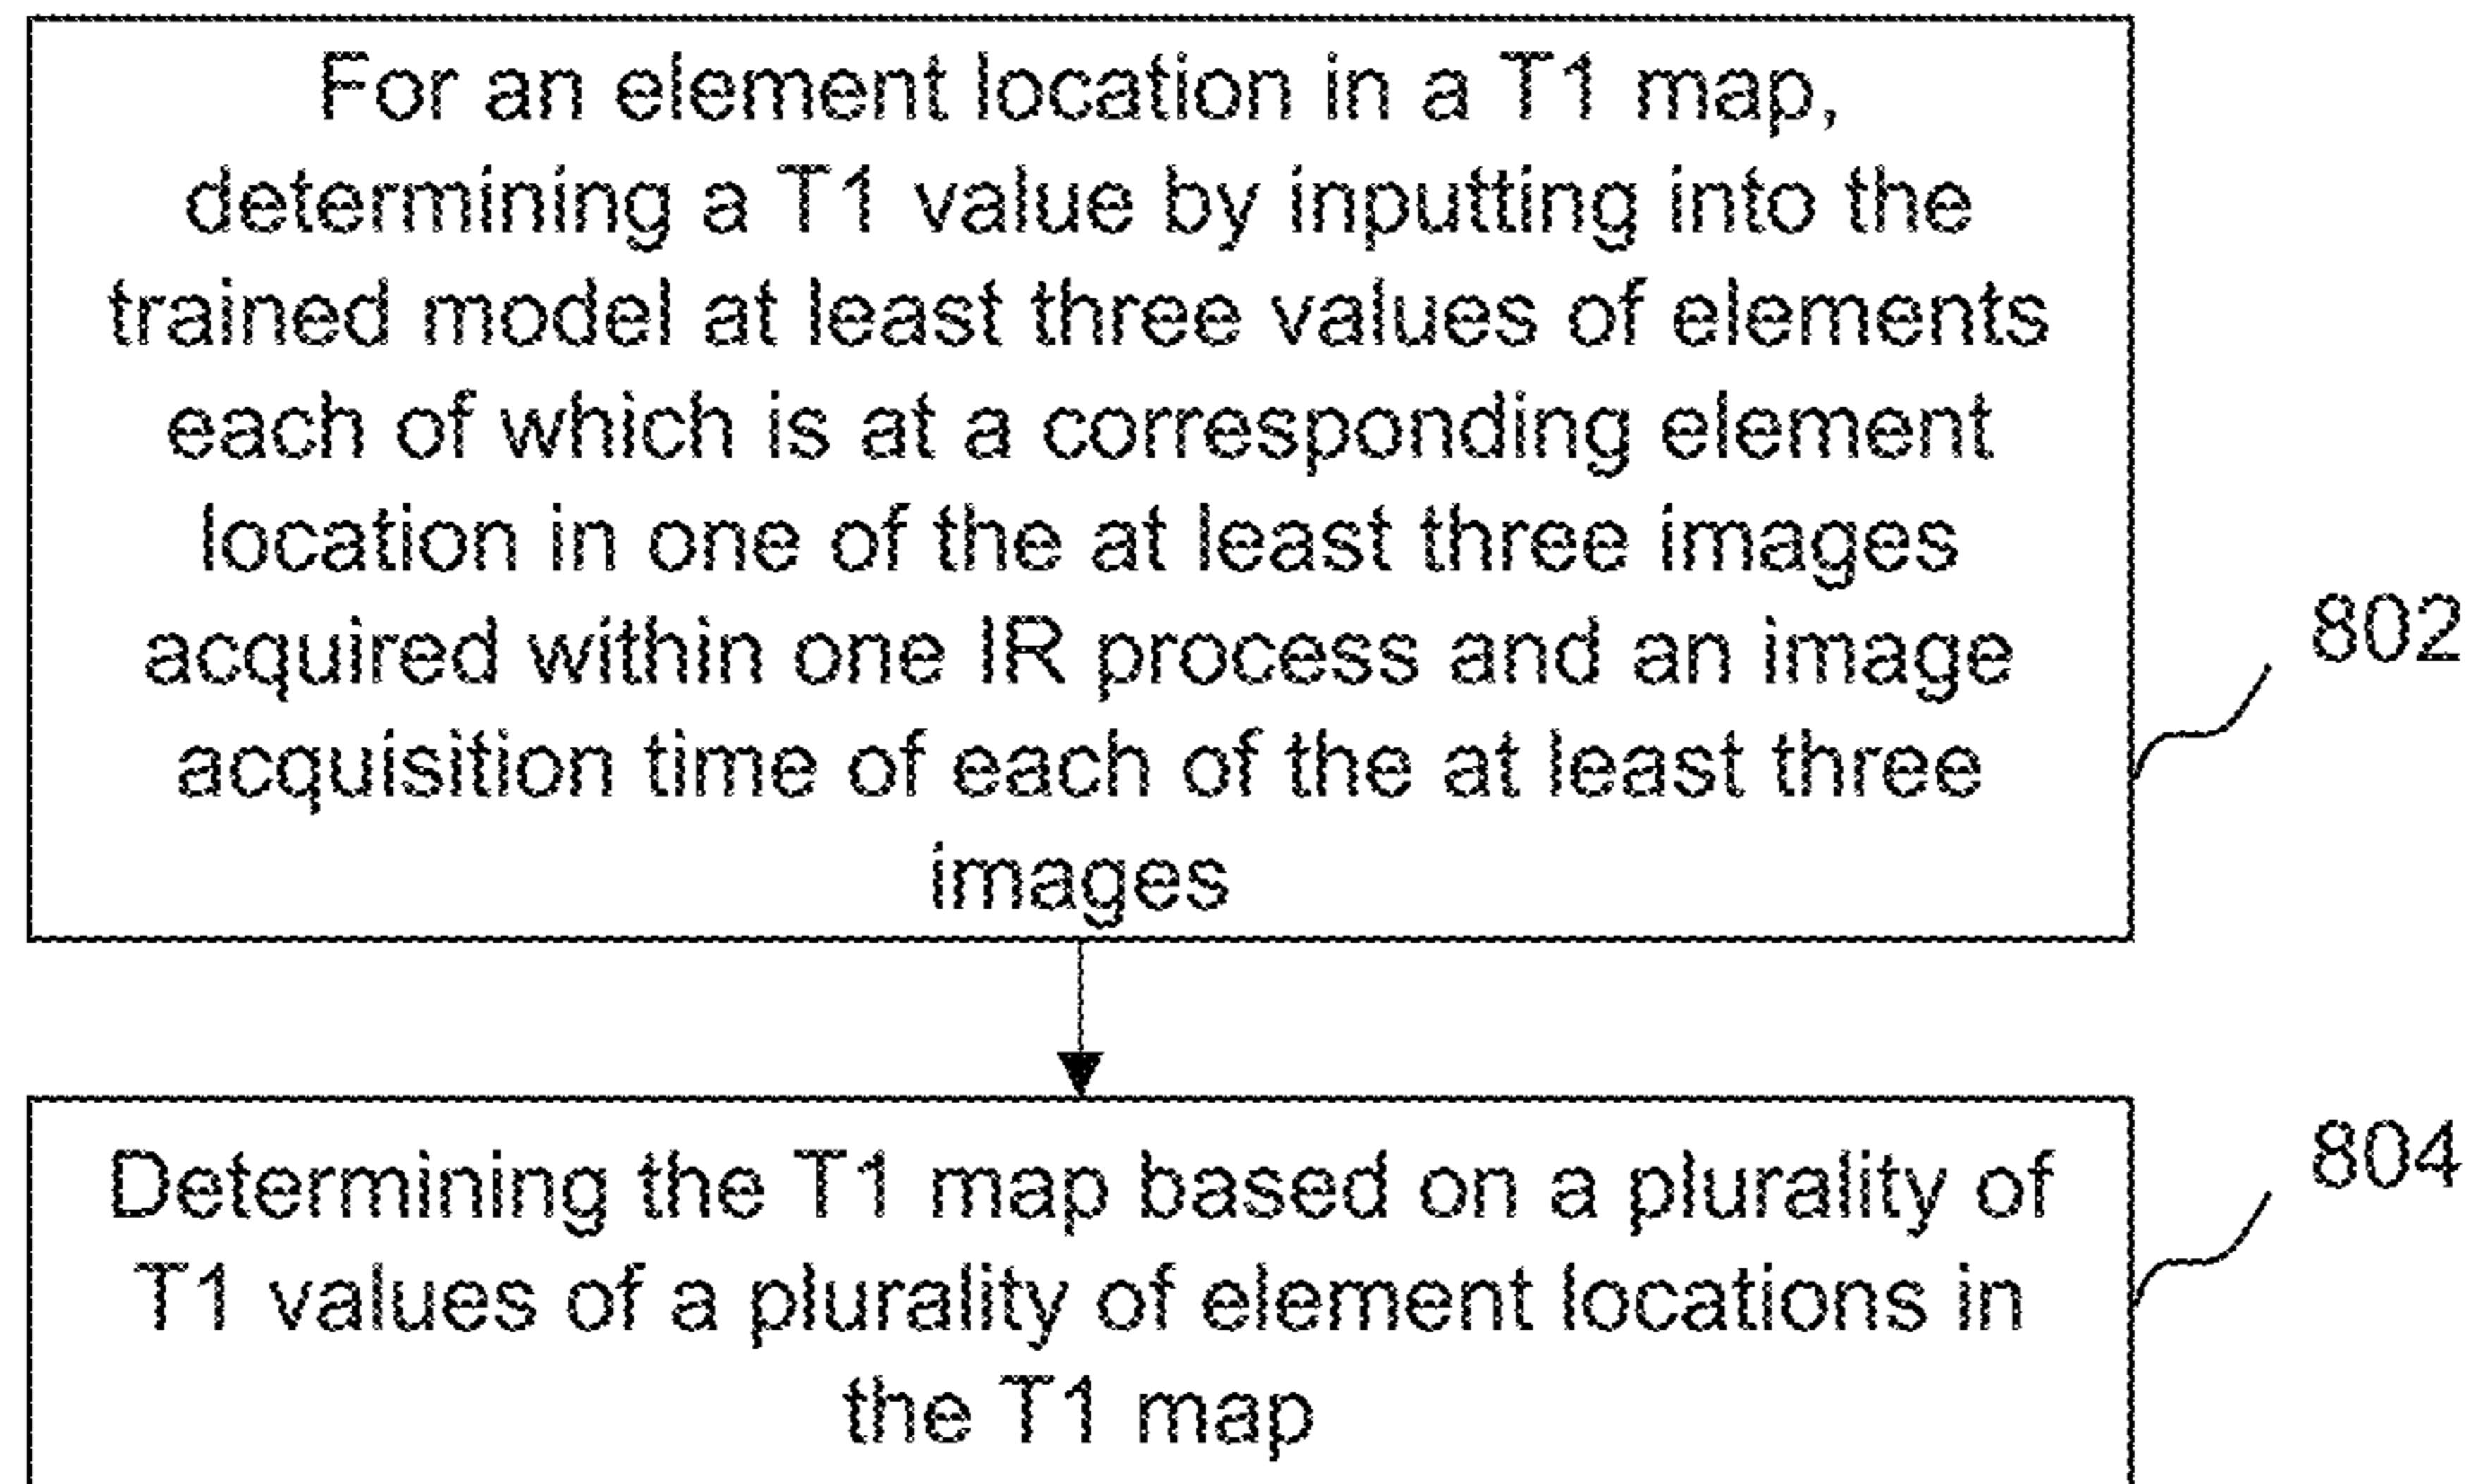 For an element location in a T1 map,
determining a T1 value by inputting into the
trained model at least three values of elements
each of which is at a corresponding element
location in one of the at least three images
acquired within one IR process and an image
acquisition time of each of the at least three
images
802
Determining the T1 map based on a plurality of
T1 values of a plurality of element locations in
the T1 map
804